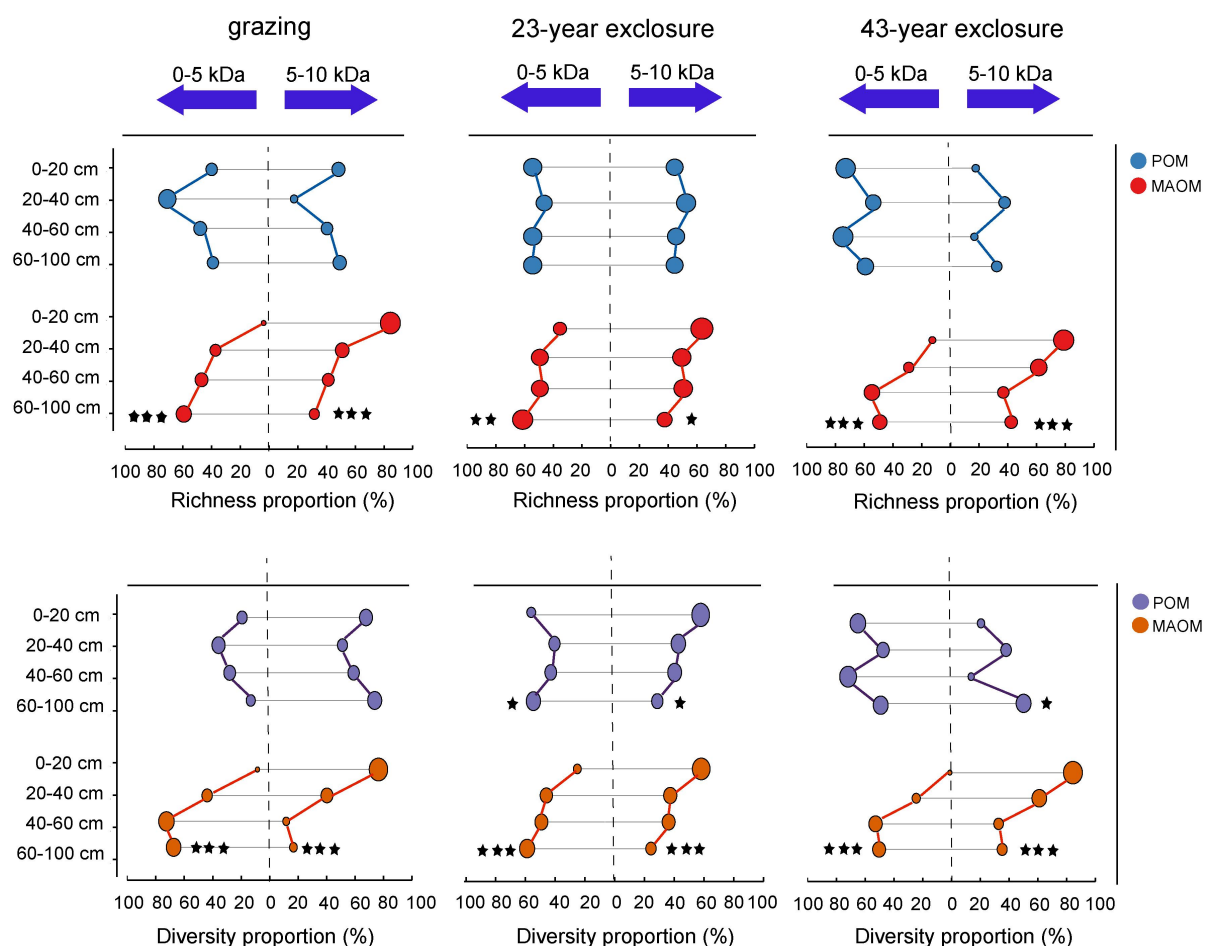 grazing 23-year exclosure 43-year exclosure
0-5 kDa 5-10 kDa 0-5 kDa 5-10 kDa 0-5 kDa 5-10 kDa
0-20 cm
20-40 cm
40-60 cm
60-100 cm
POM
MAOM
0-20 cm
20-40 cm
40-60 cm
60-100 cm
100 80 60 40 20 0 20 40 60 80 100 100 80 60 40 20 0 20 40 60 80 100 100 80 60 40 20 0 20 40 60 80 100
Richness proportion (%) Richness proportion (%) Richness proportion (%)
0-20 cm
20-40 cm
40-60 cm
60-100 cm
POM
MAOM
0-20 cm
20-40 cm
40-60 cm
60-100 cm
100 80 60 40 20 0 20 40 60 80 100 100 80 60 40 20 0 20 40 60 80 100 100 80 60 40 20 0 20 40 60 80 100
Diversity proportion (%) Diversity proportion (%) Diversity proportion (%)